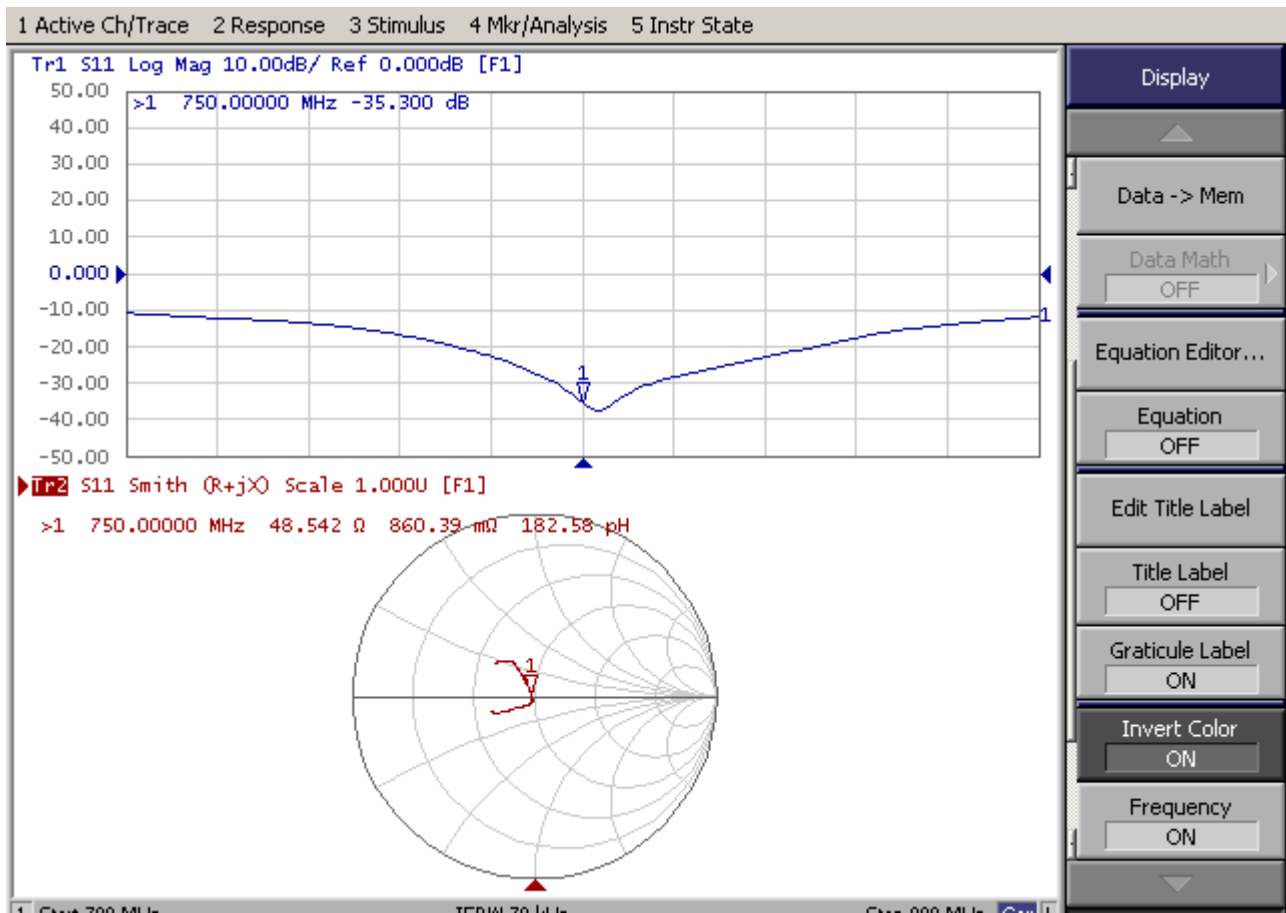 1 Active Ch/Trace 2 Response 3 Stimulus 4 Mkr/Analysis 5 Instr State
Tr1 S11 Log Mag 10.00dB/ Ref 0.000dB [F1]
50.00
>1 750.00000 MHz -35.300 dB
40.00
30.00
20.00
10.00
0.000
-10.00
1
-20.00
-30.00
1
-40.00
-50.00
Tr2 S11 Smith (R+jX) Scale 1.000U [F1]
>1 750.00000 MHz 48.542 Ω 860.39 mΩ 182.58 pH
1
Display
Data -> Mem
Data Math
OFF
Equation Editor...
Equation
OFF
Edit Title Label
Title Label
OFF
Graticule Label
ON
Invert Color
ON
Frequency
ON
1